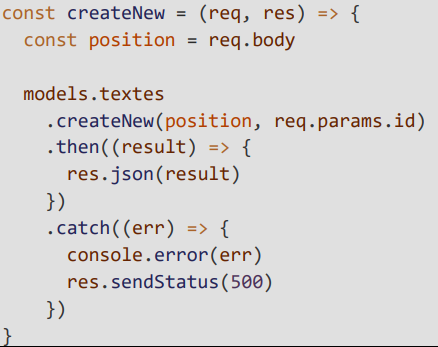 const createNew = (req, res) => {
  const position = req.body

  models.textes
    .createNew(position, req.params.id)
    .then((result) => {
      res.json(result)
    })
    .catch((err) => {
      console.error(err)
      res.sendStatus(500)
    })
}